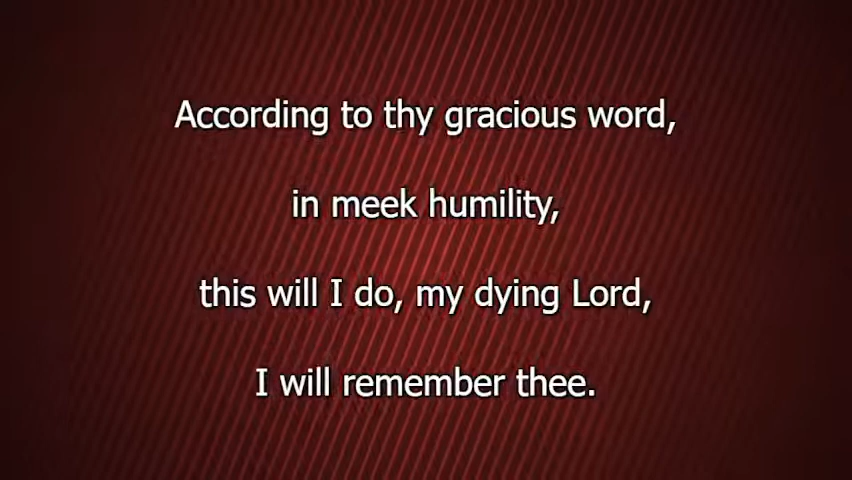 According to thy gracious word,
in meek humility,
this will I do, my dying Lord,
I will remember thee.